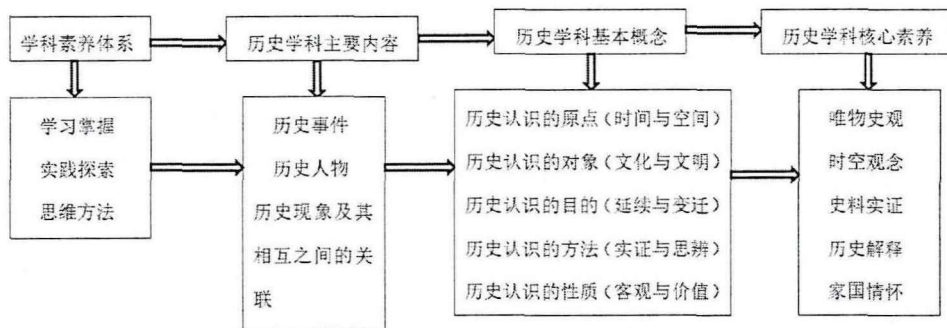 学科素养体系
历史学科主要内容
历史学科基本概念
历史学科核心素养
学习掌握
实践探索
思维方法
历史事件
历史人物
历史现象及其
相互之间的关
联
历史认识的原点(时间与空间)
历史认识的对象(文化与文明)
历史认识的目的(延续与变迁)
历史认识的方法(实证与思辨)
历史认识的性质(客观与价值)
唯物史观
时空观念
史料实证
历史解释
家国情怀